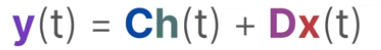 y(t) = Ch(t) + Dx(t)